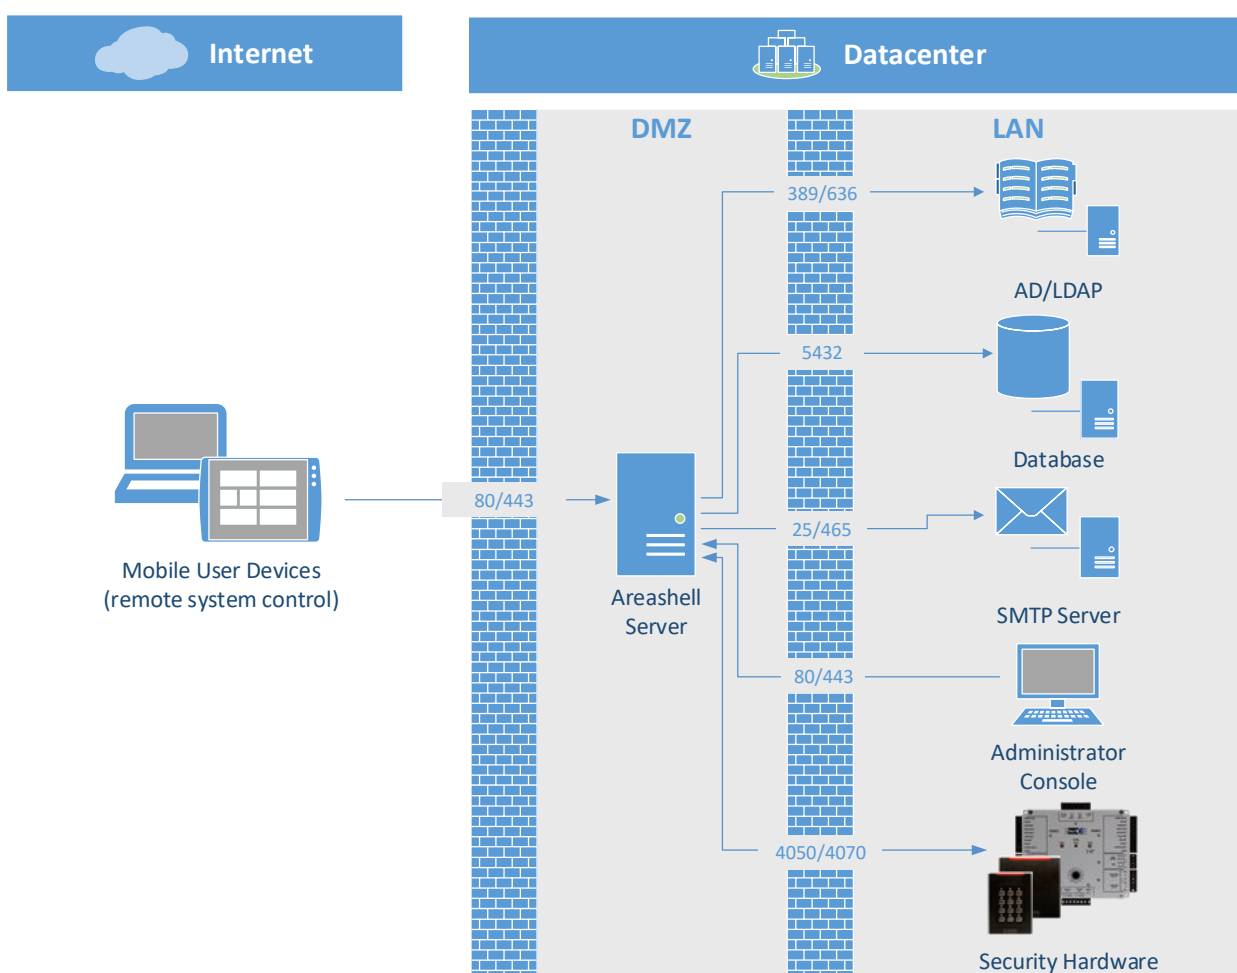 Internet
Datacenter
DMZ
LAN
389/636
AD/LDAP
5432
Database
80/443
25/465
Mobile User Devices
(remote system control)
Areashell
Server
SMTP Server
80/443
Administrator
Console
4050/4070
Security Hardware